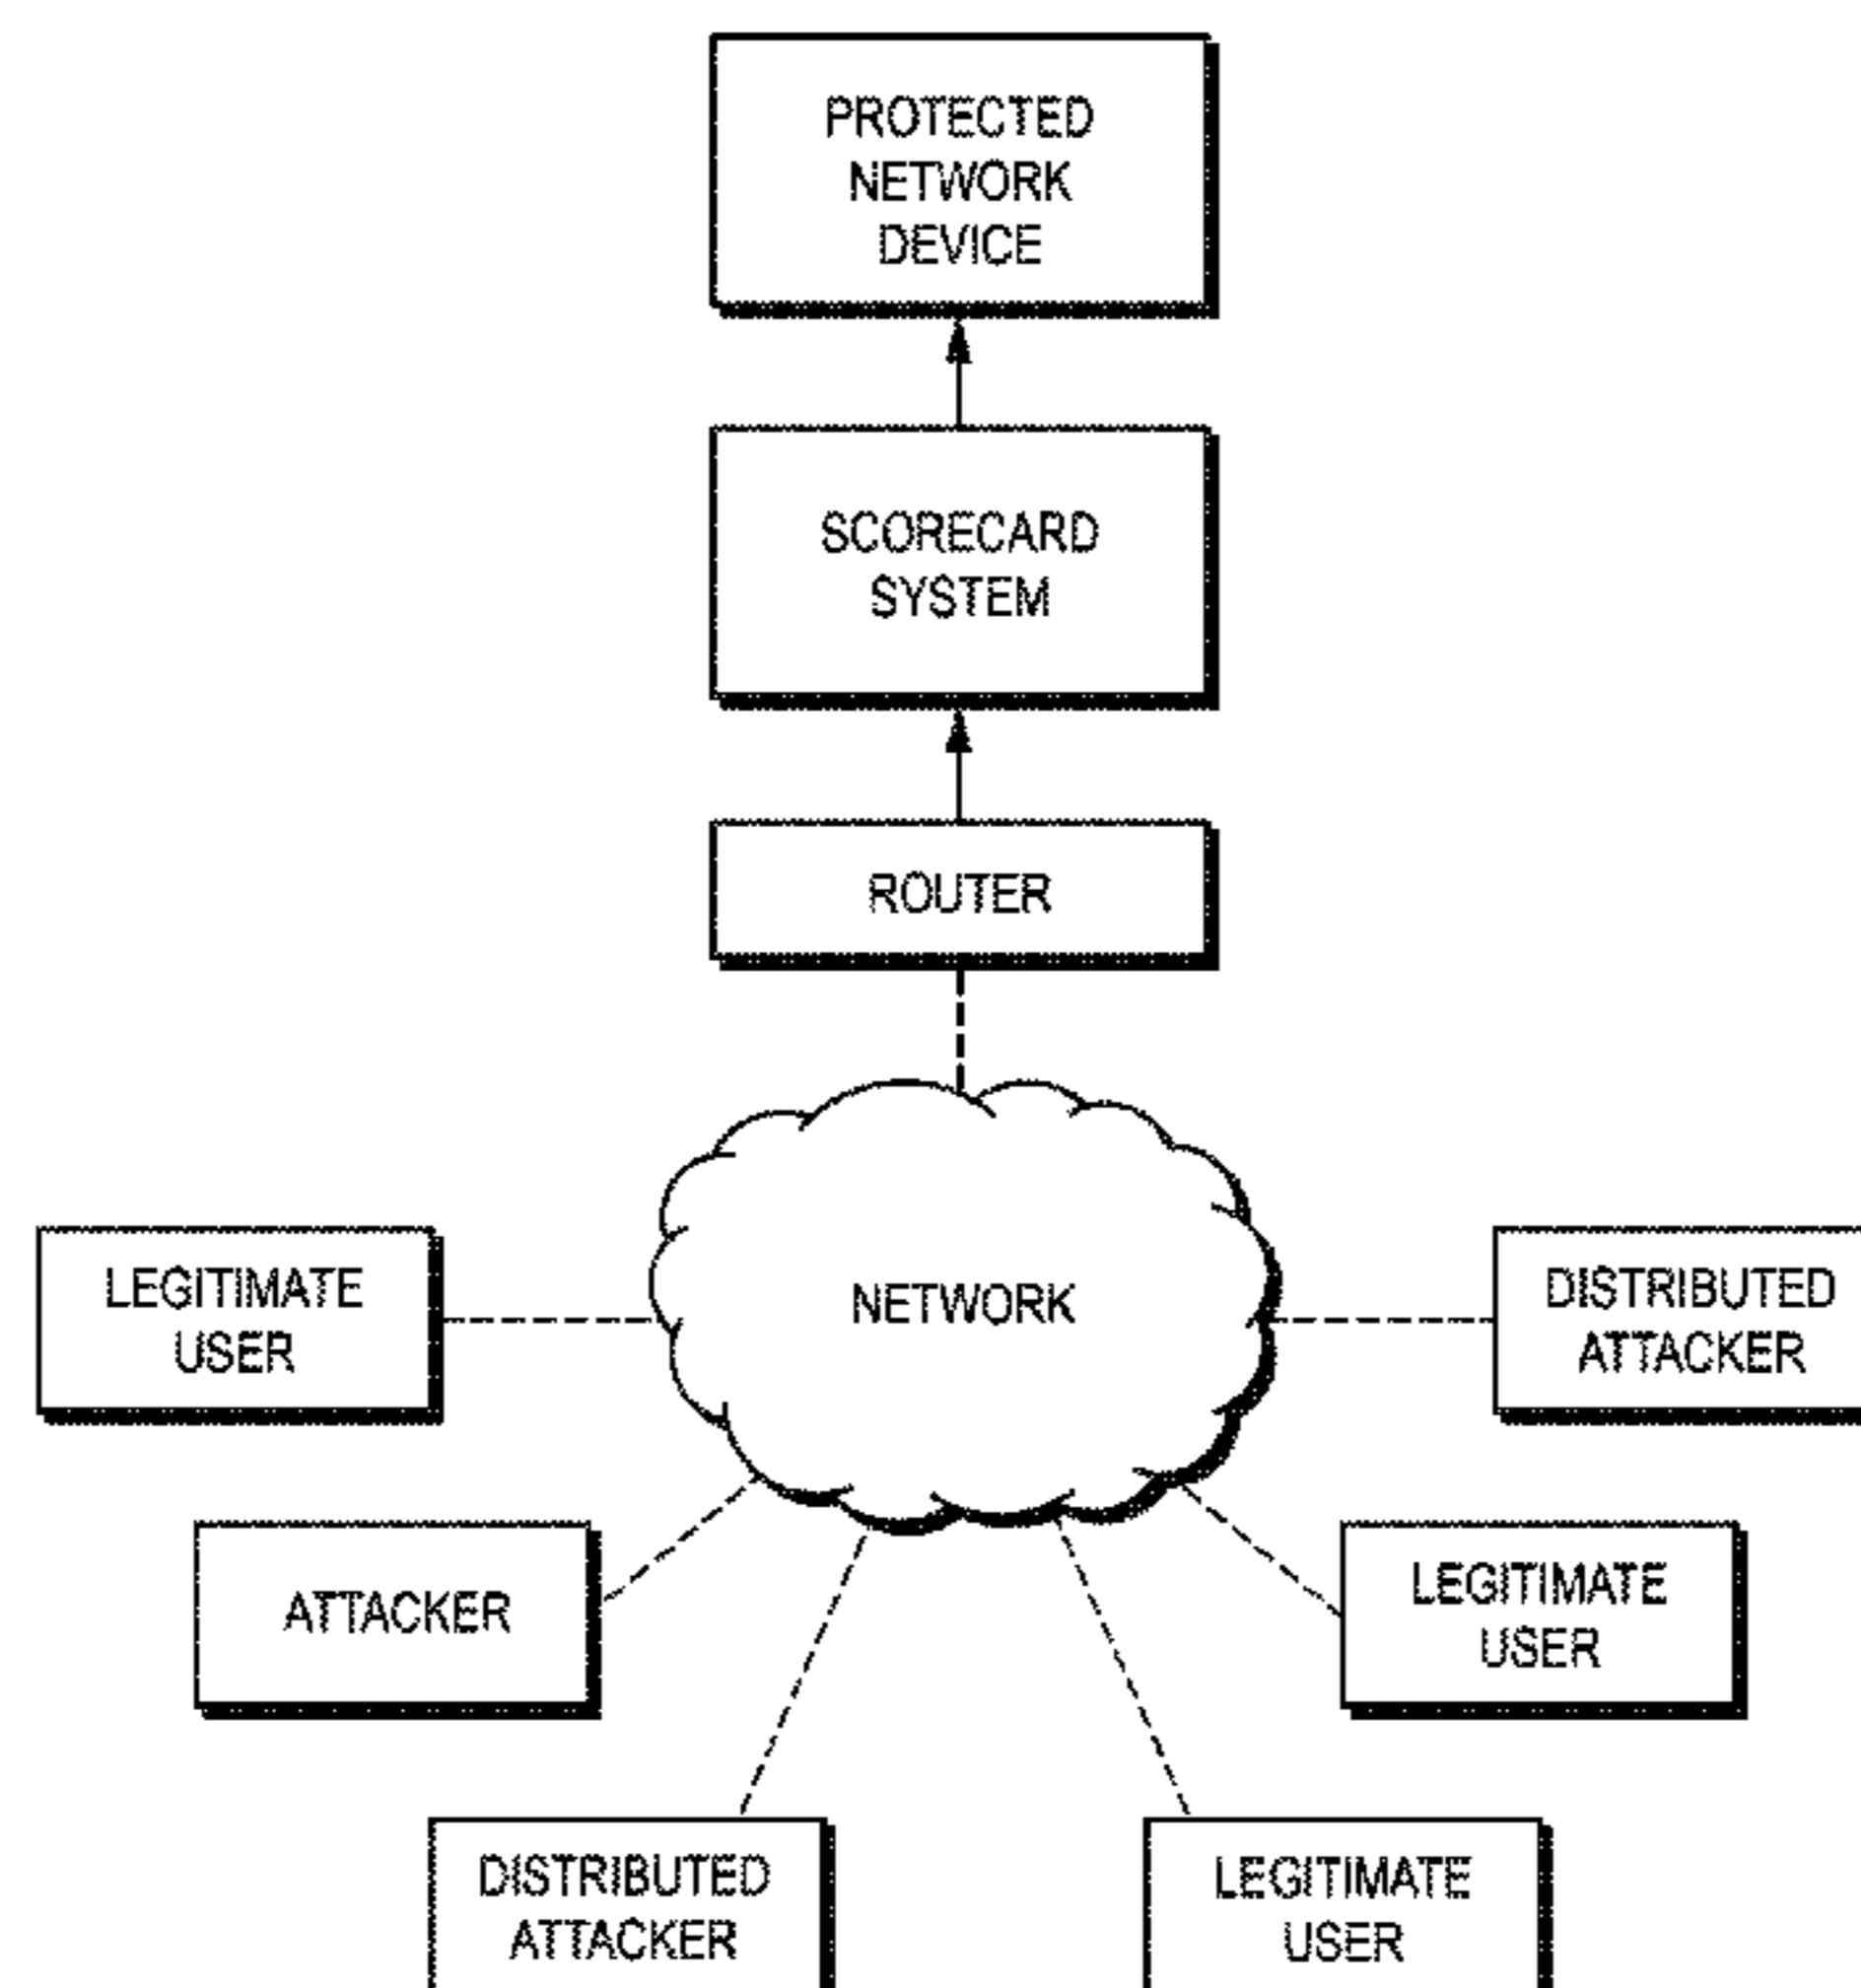 PROTECTED
NETWORK
DEVICE
SCORECARD
SYSTEM
ROUTER
NETWORK
LEGITIMATE
USER
DISTRIBUTED
ATTACKER
ATTACKER
LEGITIMATE
USER
DISTRIBUTED
ATTACKER
LEGITIMATE
USER